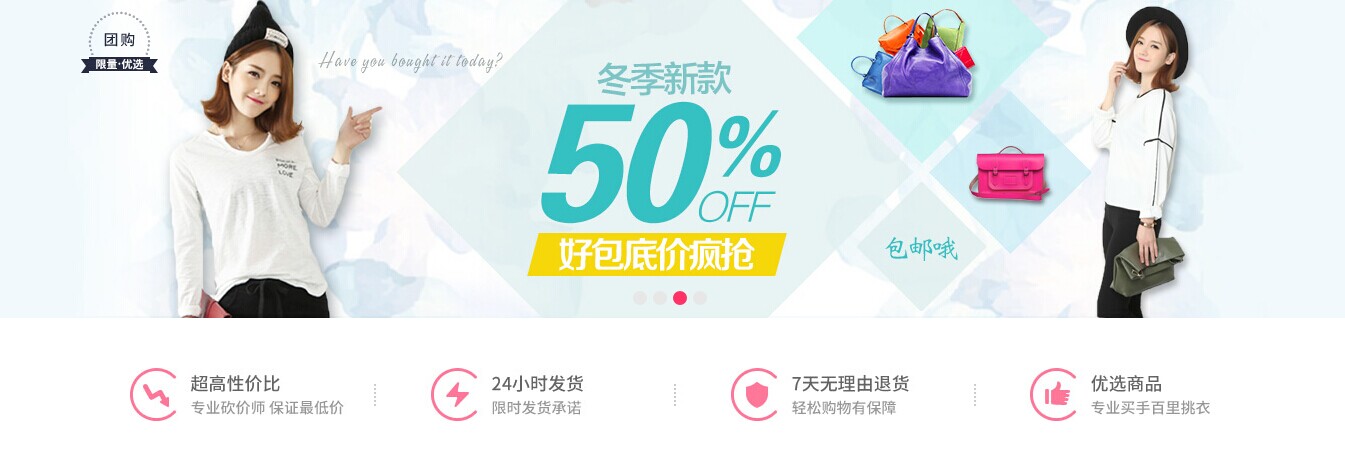 团购
限量·优选
Have you bought it today?
冬季新款
50%
OFF
好包底价疯抢
包邮哦
MORE
LOVE
超高性价比
专业砍价师 保证最低价
24小时发货
限时发货承诺
7天无理由退货
轻松购物有保障
优选商品
专业买手百里挑衣